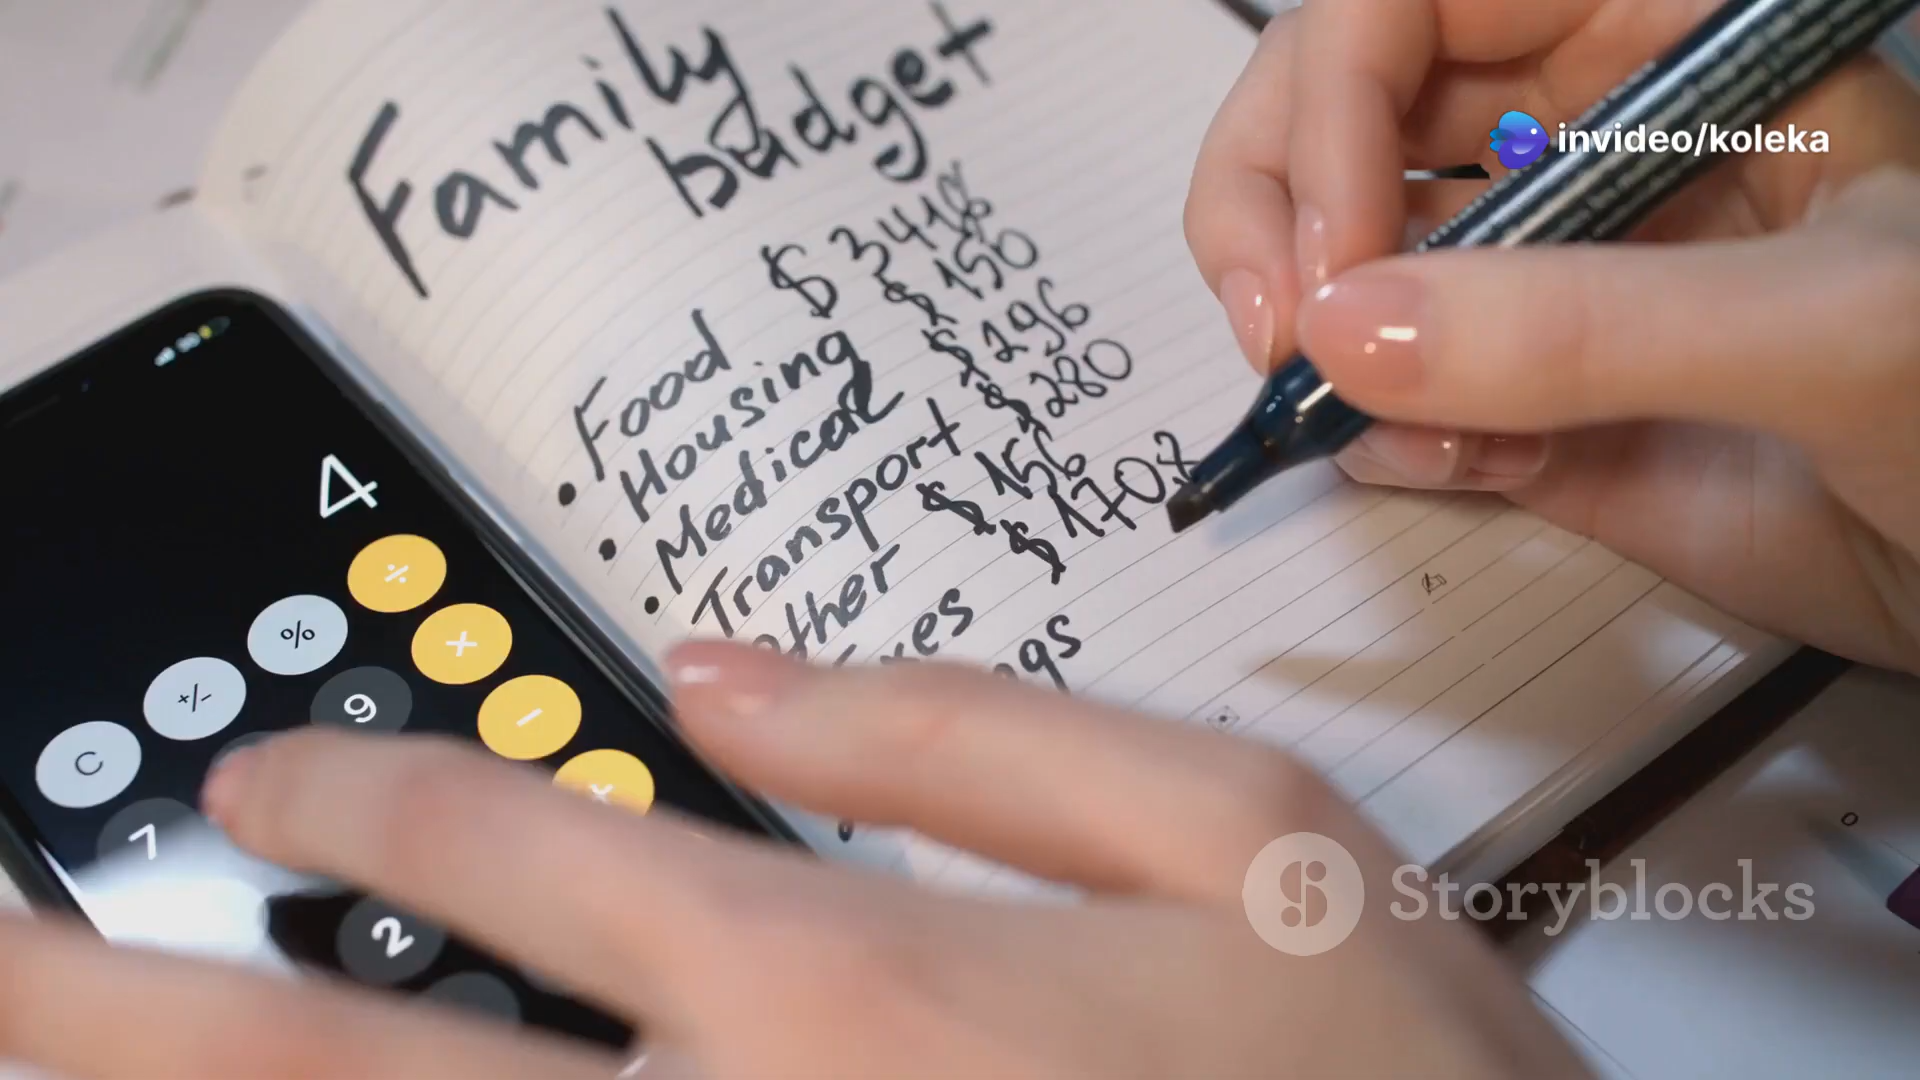 invideo/koleka
Family
budget
Food $ 3418
Housing $ 150
Medical $ 296
Transport $ 280
other $ 156
$ 1708
4
÷
% ×
+/- 9 −
C
7
2
Storyblocks